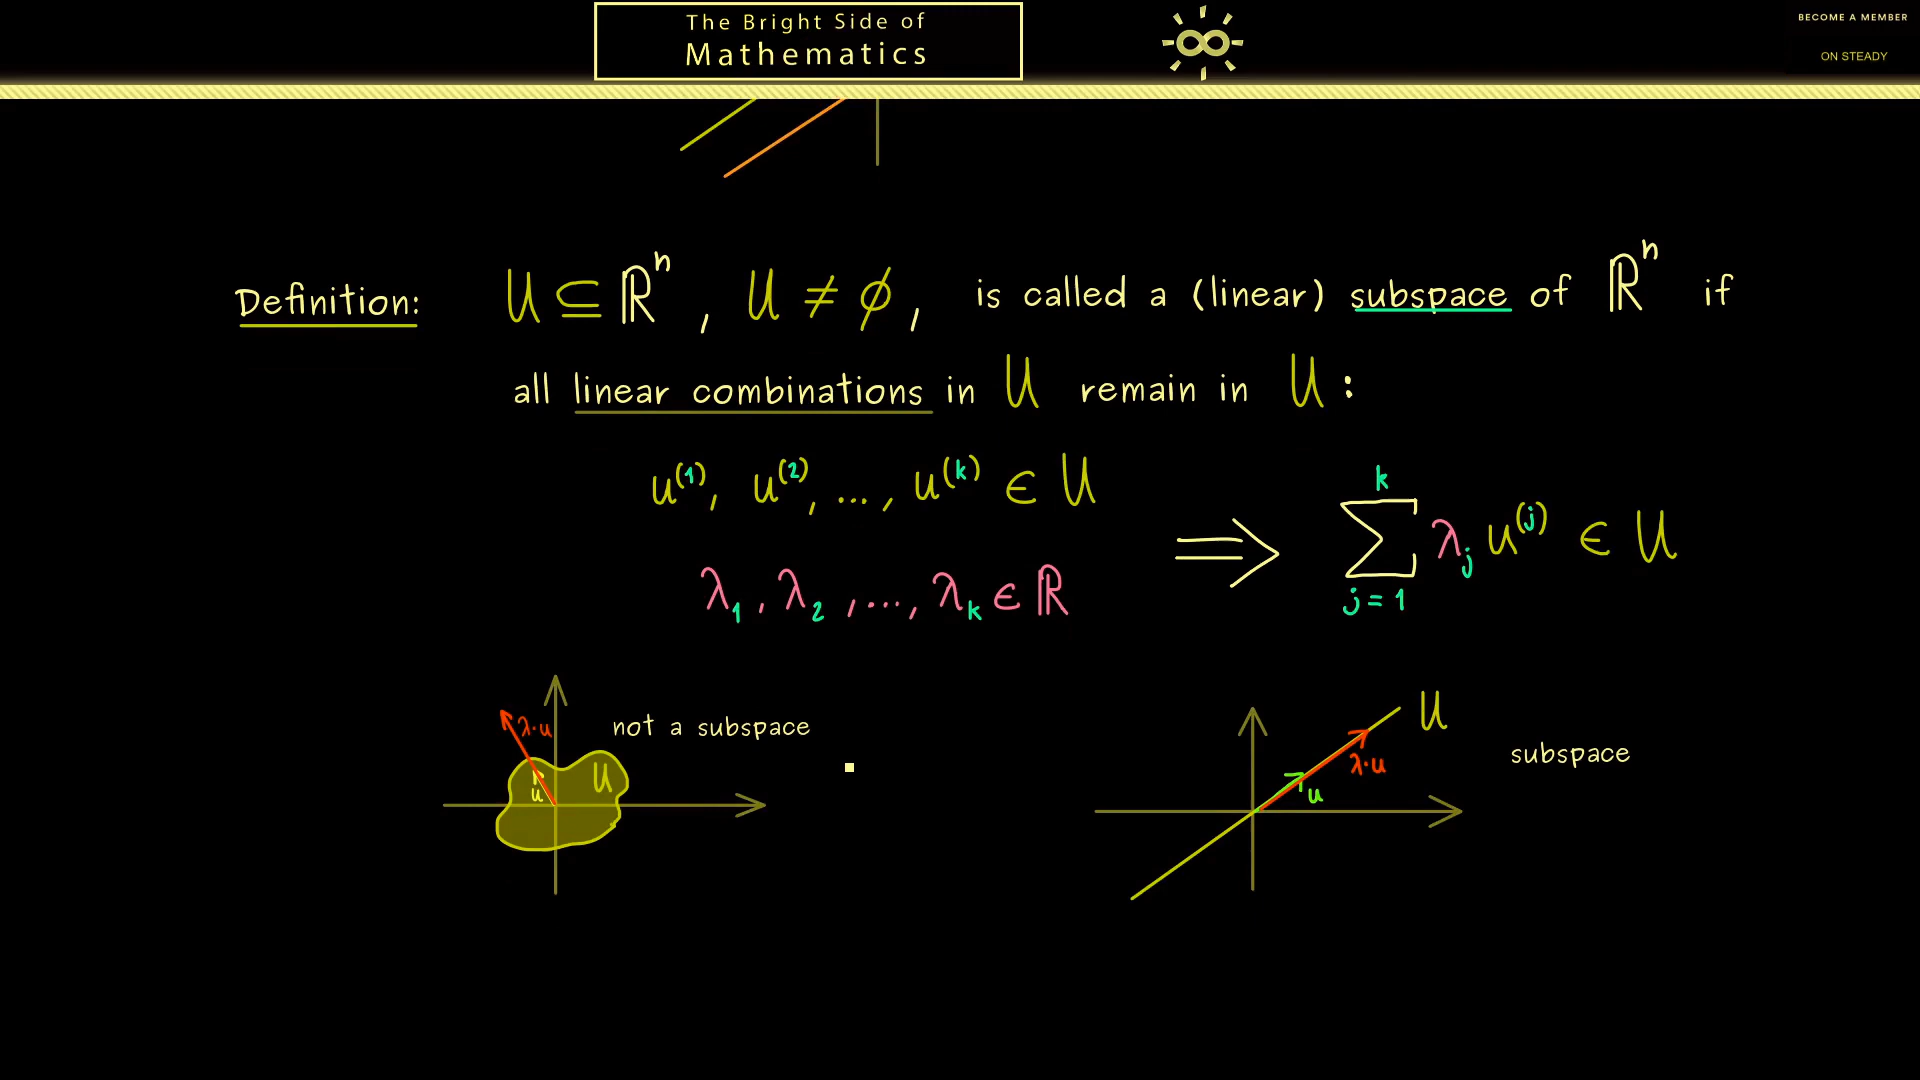 The Bright Side of
Mathematics
BECOME A MEMBER
ON STEADY
Definition: U ⊆ ℝⁿ, U ≠ ∅, is called a (linear) subspace of ℝⁿ if
all linear combinations in U remain in U:
u⁽¹⁾, u⁽²⁾, ..., u⁽ᵏ⁾ ∈ U
λ₁, λ₂, ..., λₖ ∈ ℝ
⇒ ∑ⱼ₌₁ᵏ λⱼ u⁽ʲ⁾ ∈ U
λ·u
not a subspace
U
u
U
subspace
λ·u
u